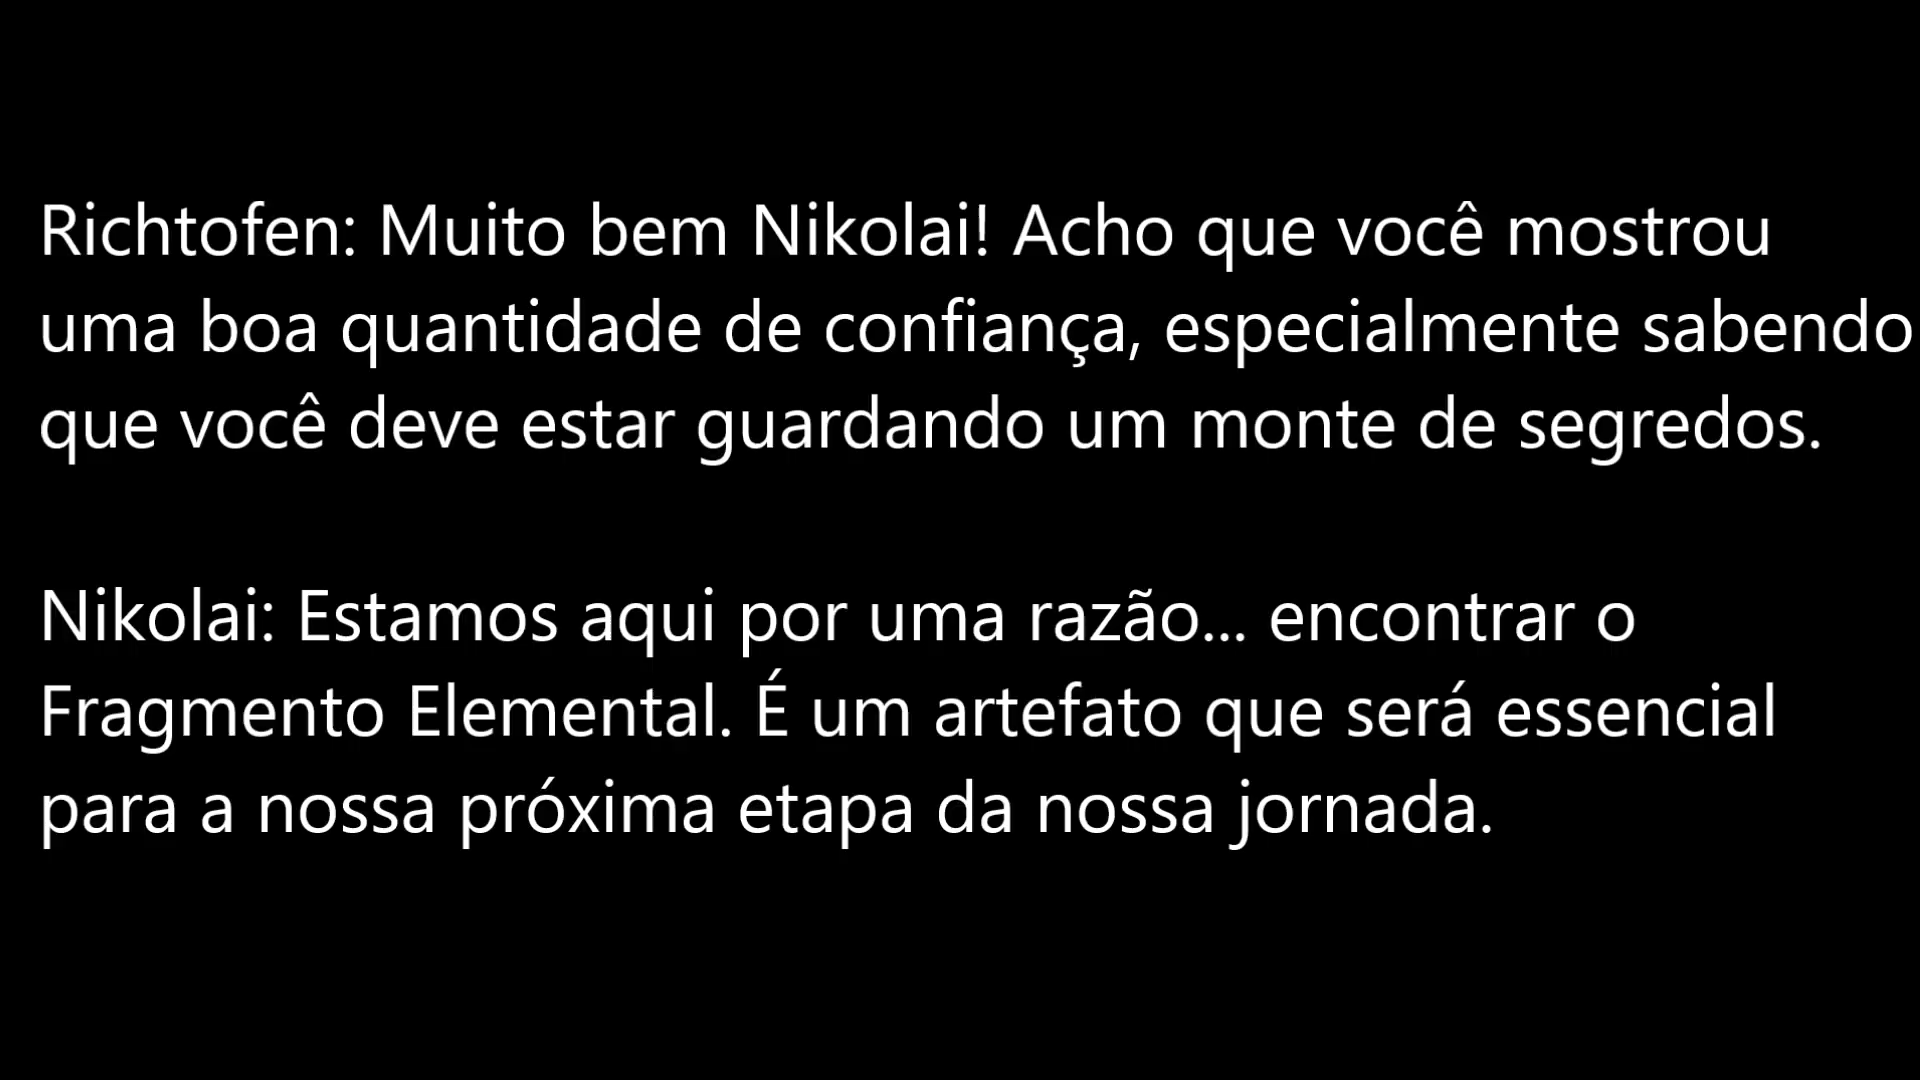 Richtofen: Muito bem Nikolai! Acho que você mostrou
uma boa quantidade de confiança, especialmente sabendo
que você deve estar guardando um monte de segredos.
Nikolai: Estamos aqui por uma razão... encontrar o
Fragmento Elemental. É um artefato que será essencial
para a nossa próxima etapa da nossa jornada.